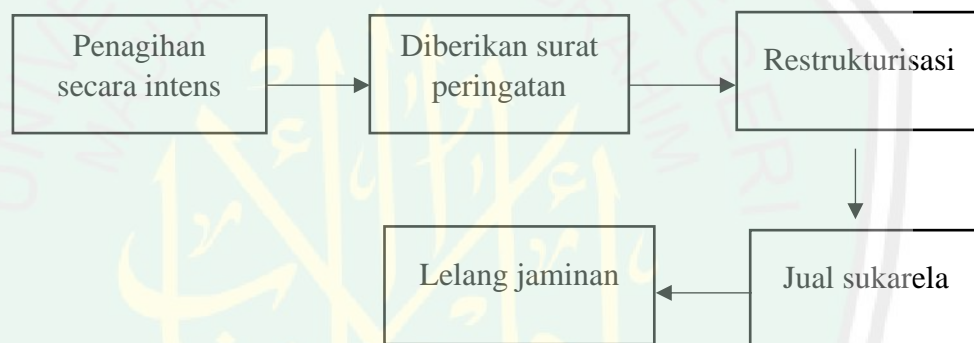 Penagihan
secara intens
Diberikan surat
peringatan
Restrukturisasi
Jual sukarela
Lelang jaminan